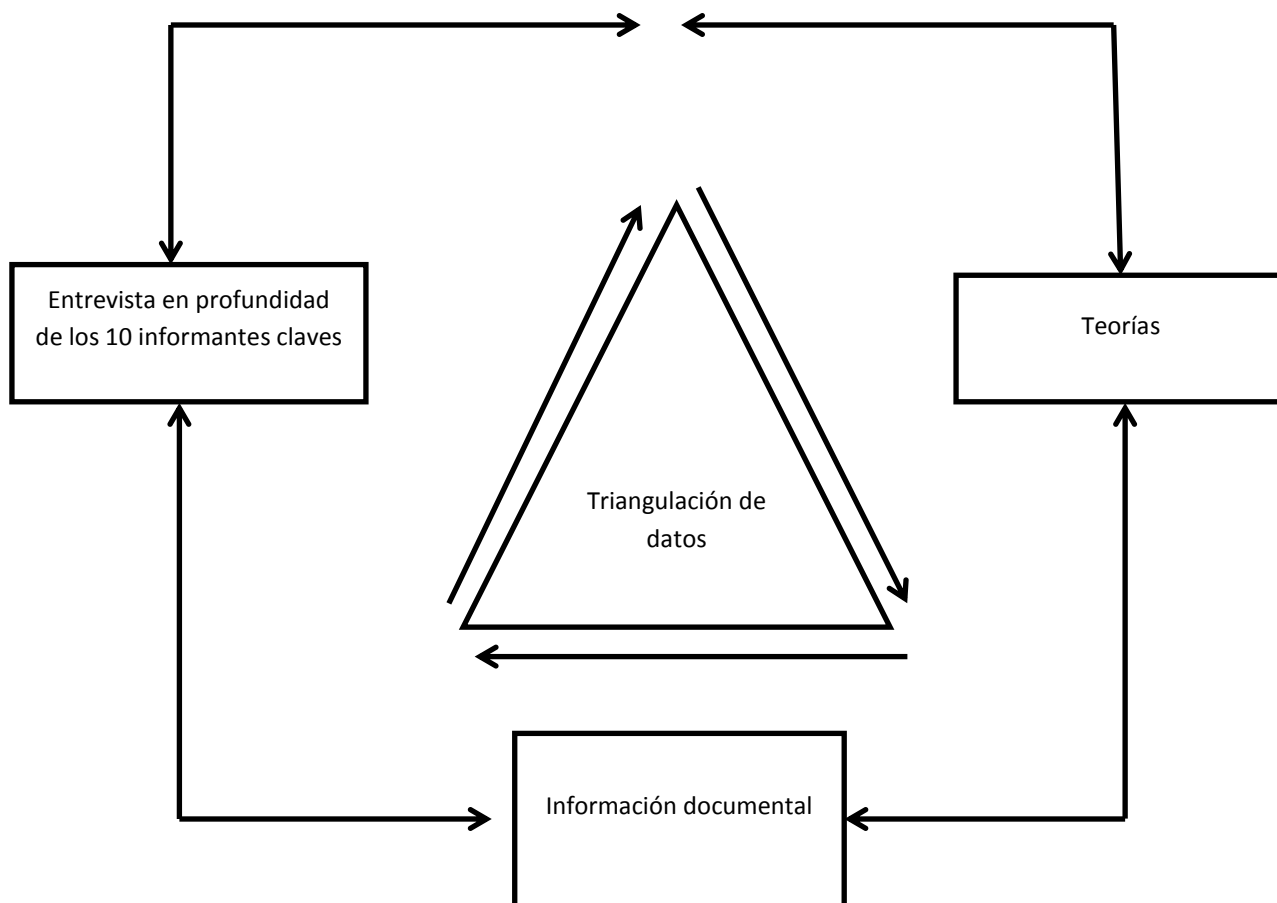 Entrevista en profundidad
de los 10 informantes claves
Teorías
Triangulación de
datos
Información documental